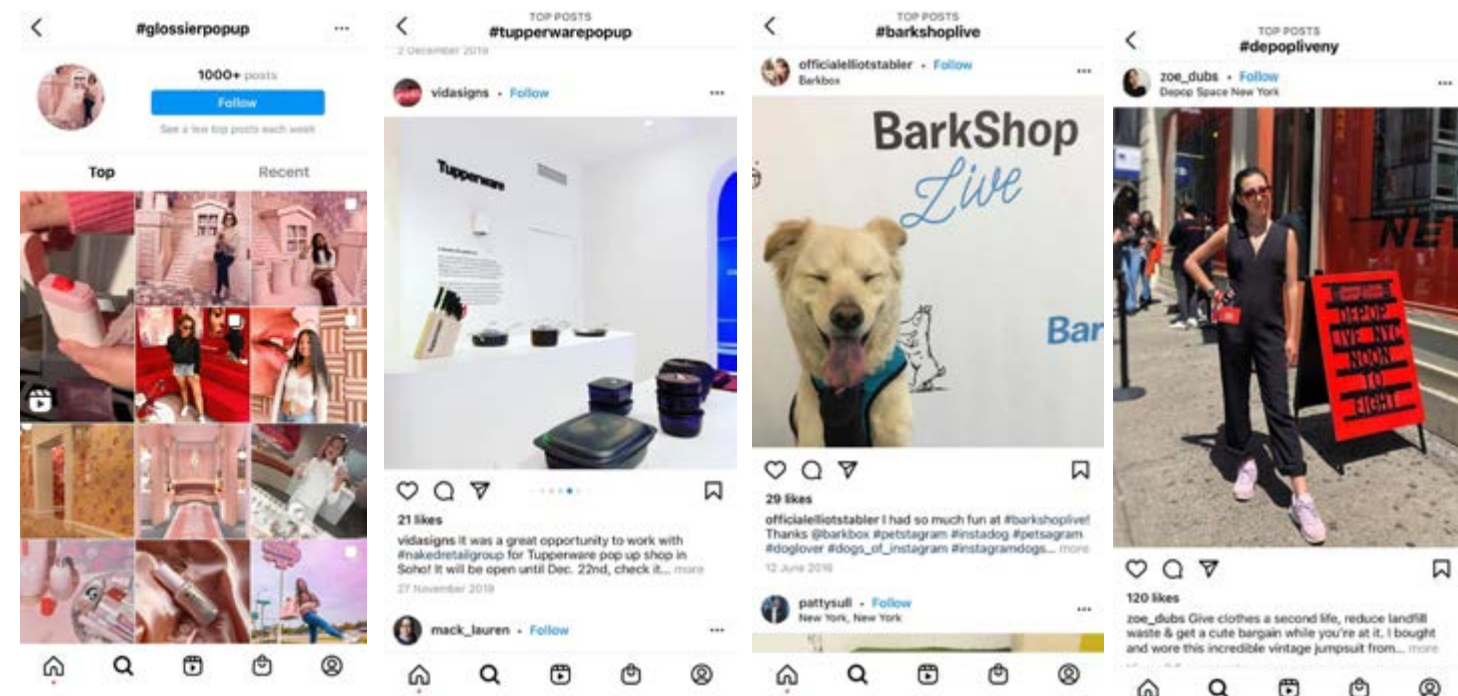 #glossierpopup
1000+ posts
Follow
See a few top posts each week
Top
Recent
TOP POSTS
#tupperwarepopup
2 December 2019
vidasigns • Follow
Tupperware
21 likes
vidasigns It was a great opportunity to work with
#nakedretailgroup for Tupperware pop up shop in
Soho! It will be open until Dec. 22nd, check it... more
27 November 2019
mack_lauren • Follow
TOP POSTS
#barkshoplive
officialelliotstabler • Follow
Barkbox
BarkShop
Live
Bar
29 likes
officialelliotstabler I had so much fun at #barkshoplive!
Thanks @barkbox #petstagram #instadog #petsagram
#doglover #dogs_of_instagram #instagramdogs... more
12 June 2016
pattysull • Follow
New York, New York
TOP POSTS
#depopliveny
zoe_dubs • Follow
Depop Space New York
NEW
DEPOP
LIVE NYC
NOON
TO
EIGHT
120 likes
zoe_dubs Give clothes a second life, reduce landfill
waste & get a cute bargain while you're at it. I bought
and wore this incredible vintage jumpsuit from... more